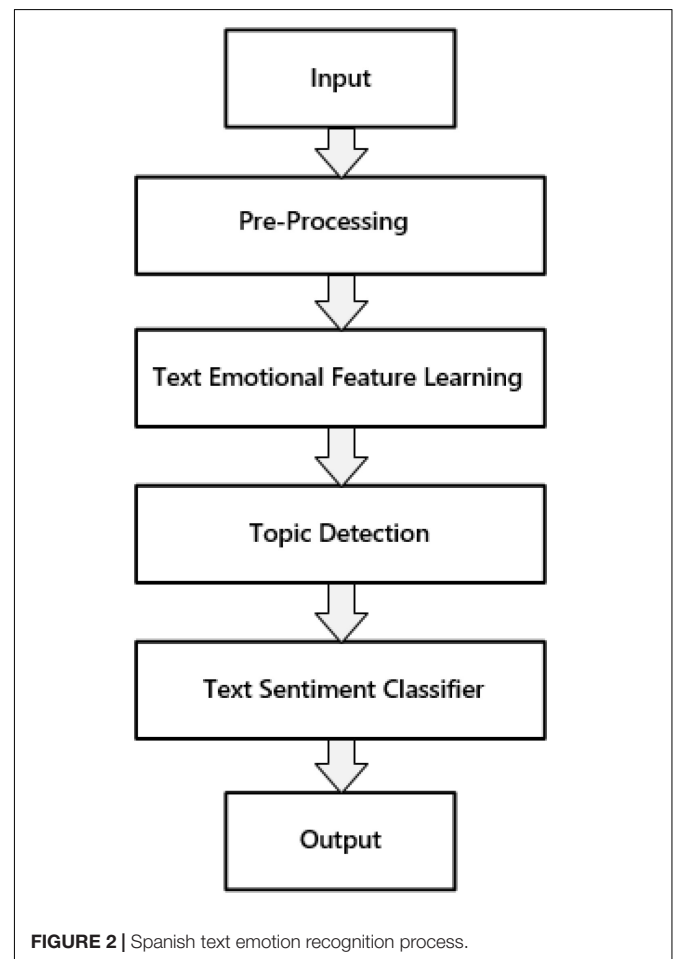 Input
Pre-Processing
Text Emotional Feature Learning
Topic Detection
Text Sentiment Classifier
Output
FIGURE 2 | Spanish text emotion recognition process.